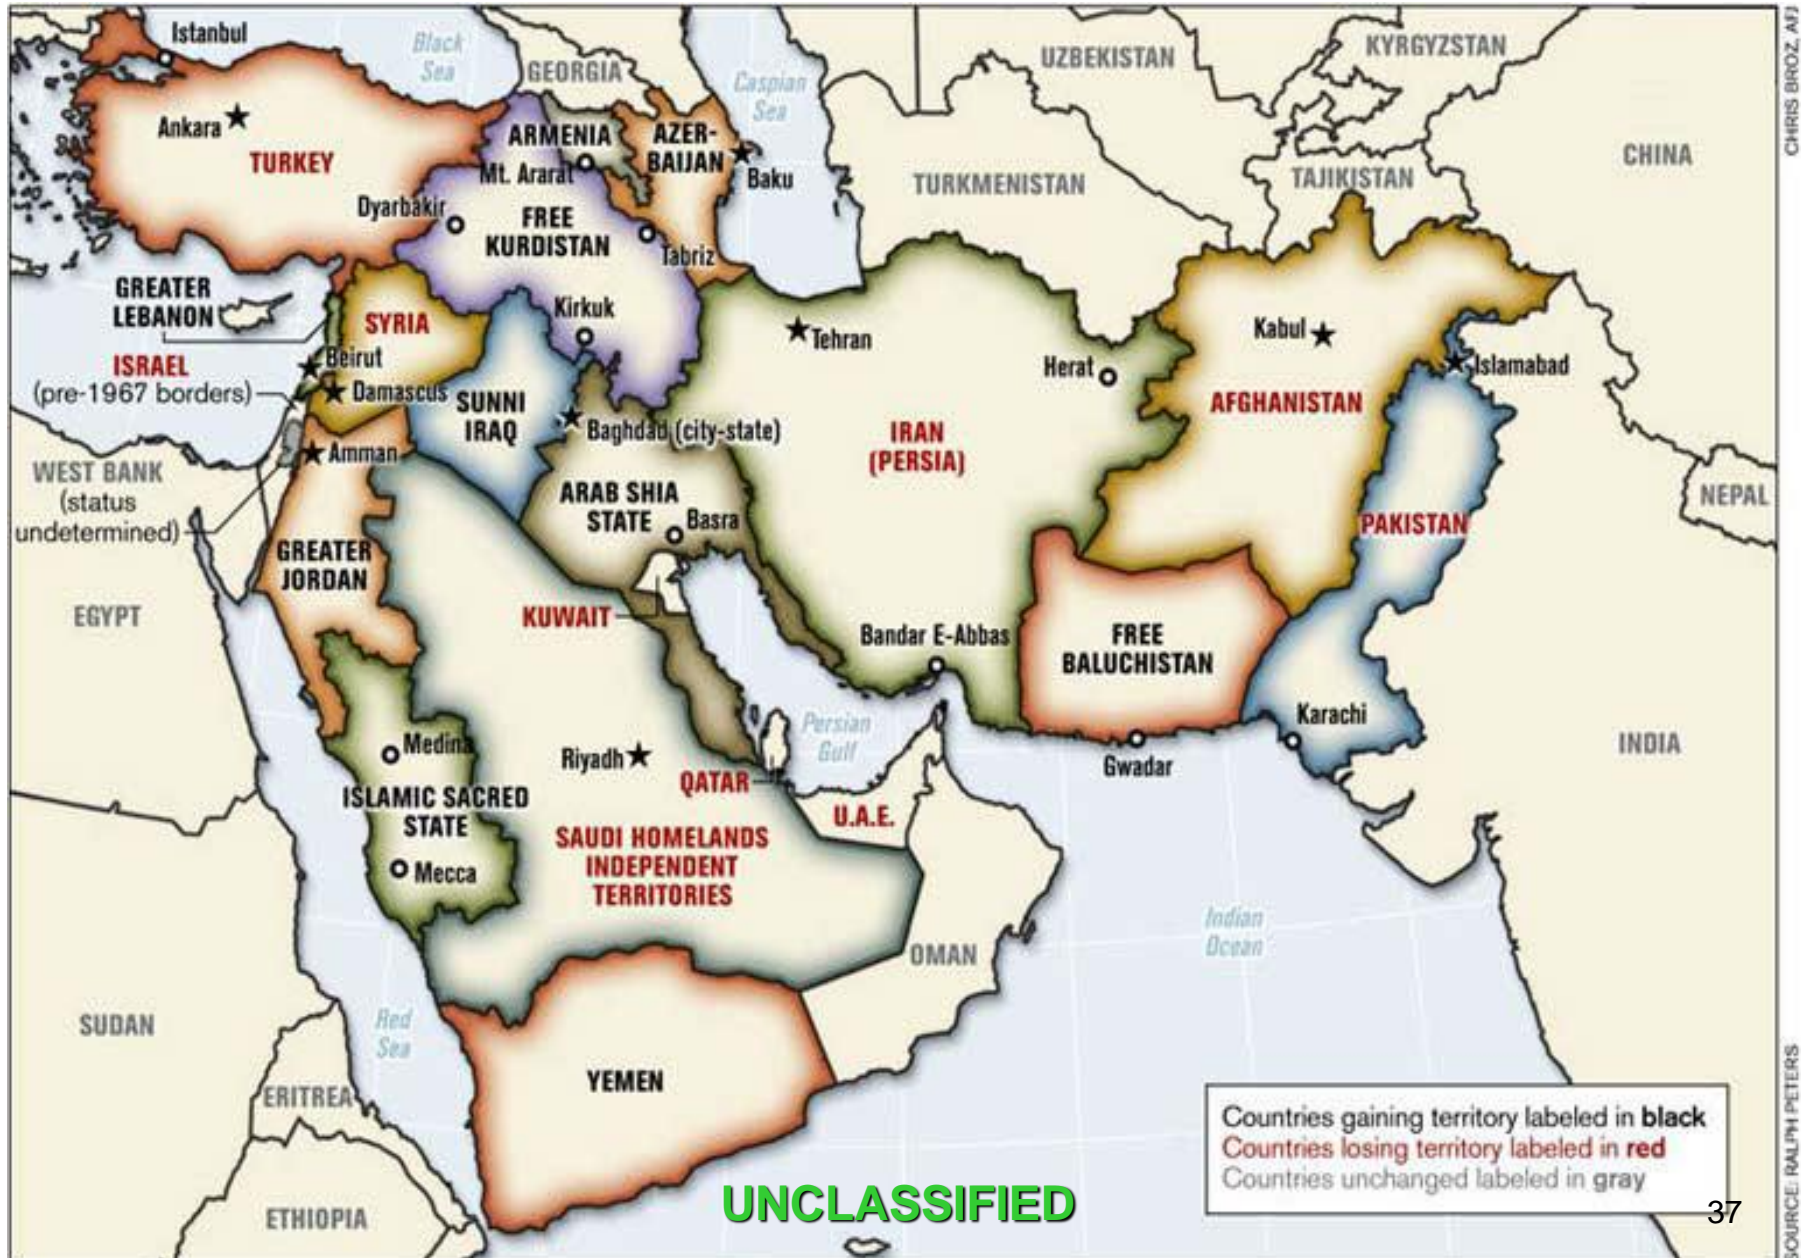 Istanbul
Black
Sea
GEORGIA
Caspian
Sea
UZBEKISTAN
KYRGYZSTAN
CHRIS BROZ, AFJ
Ankara
TURKEY
ARMENIA
Mt. Ararat
AZER-
BAIJAN
Baku
TURKMENISTAN
TAJIKISTAN
CHINA
Dyarbakir
FREE
KURDISTAN
Tabriz
GREATER
LEBANON
SYRIA
Kirkuk
Tehran
Herat
Kabul
Islamabad
ISRAEL
(pre-1967 borders)
Beirut
Damascus
SUNNI
IRAQ
Baghdad (city-state)
IRAN
(PERSIA)
AFGHANISTAN
WEST BANK
(status
undetermined)
Amman
ARAB SHIA
STATE
Basra
PAKISTAN
NEPAL
GREATER
JORDAN
EGYPT
KUWAIT
Bandar E-Abbas
FREE
BALUCHISTAN
Karachi
Gwadar
INDIA
Medina
Riyadh
Persian
Gulf
QATAR
U.A.E.
ISLAMIC SACRED
STATE
Mecca
SAUDI HOMELANDS
INDEPENDENT
TERRITORIES
OMAN
Indian
Ocean
SUDAN
Red
Sea
YEMEN
ERITREA
ETHIOPIA
Countries gaining territory labeled in black
Countries losing territory labeled in red
Countries unchanged labeled in gray
UNCLASSIFIED
37
SOURCE: RALPH PETERS